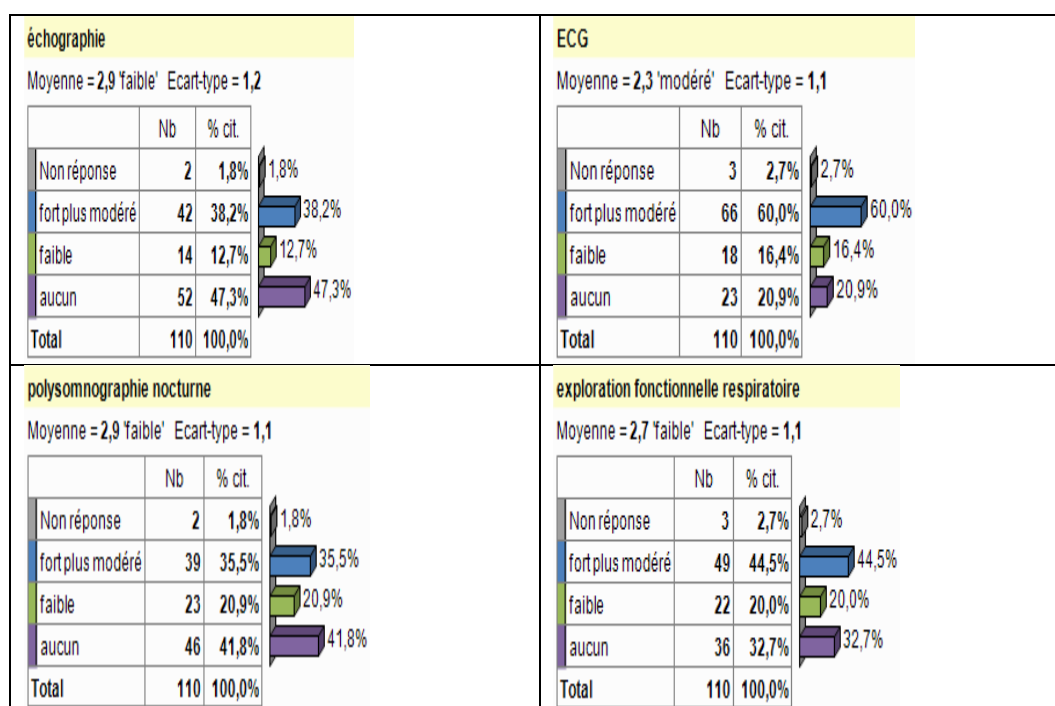 échographie
Moyenne = 2,9 'faible' Ecart-type = 1,2
Nb % cit.
Non réponse 2 1,8% 1,8%
fort plus modéré 42 38,2% 38,2%
faible 14 12,7% 12,7%
aucun 52 47,3% 47,3%
Total 110 100,0%
ECG
Moyenne = 2,3 'modéré' Ecart-type = 1,1
Nb % cit.
Non réponse 3 2,7% 2,7%
fort plus modéré 66 60,0% 60,0%
faible 18 16,4% 16,4%
aucun 23 20,9% 20,9%
Total 110 100,0%
polysomnographie nocturne
Moyenne = 2,9 'faible' Ecart-type = 1,1
Nb % cit.
Non réponse 2 1,8% 1,8%
fort plus modéré 39 35,5% 35,5%
faible 23 20,9% 20,9%
aucun 46 41,8% 41,8%
Total 110 100,0%
exploration fonctionnelle respiratoire
Moyenne = 2,7 'faible' Ecart-type = 1,1
Nb % cit.
Non réponse 3 2,7% 2,7%
fort plus modéré 49 44,5% 44,5%
faible 22 20,0% 20,0%
aucun 36 32,7% 32,7%
Total 110 100,0%